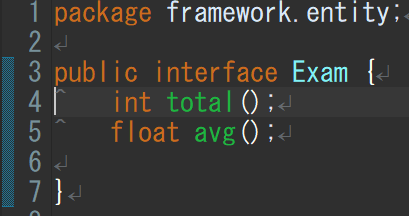 1 package framework.entity;
2
3 public interface Exam {
4     int total();
5     float avg();
6
7 }